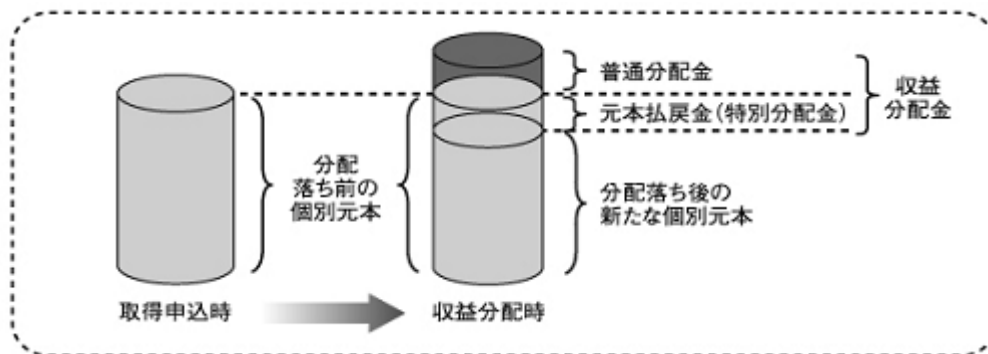 普通分配金
元本払戻金（特別分配金）
収益
分配金
分配
落ち前の
個別元本
分配落ち後の
新たな個別元本
取得申込時
収益分配時